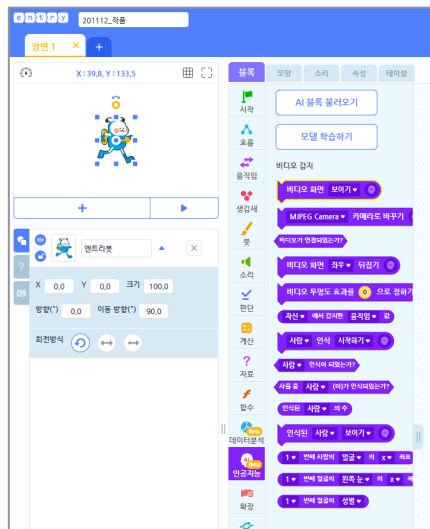 entry
201112_작품
장면 1
X : 39,8, Y : 133,5
엔트리봇
X 0,0 Y 0,0 크기 100,0
방향(°) 0,0 이동 방향(°) 90,0
회전방식
블록 모양 소리 속성 테이블
시작
흐름
움직임
생김새
붓
소리
판단
계산
자료
함수
Beta
데이터분석
AI Beta
인공지능
확장
AI 블록 불러오기
모델 학습하기
비디오 감지
비디오 화면 보이기
MJPEG Camera 카메라로 바꾸기
비디오가 연결되었는가?
비디오 화면 좌우 뒤집기
비디오 투명도 효과를 0 으로 정하기
자신 에서 감지한 움직임 값
사람 인식 시작하기
사람 인식이 되었는가?
사물 중 사람 (이)가 인식되었는가?
인식된 사람 의 수
인식된 사람 보이기
1 번째 사람의 얼굴 의 x 좌표
1 번째 얼굴의 왼쪽 눈 의 x
1 번째 얼굴의 성별